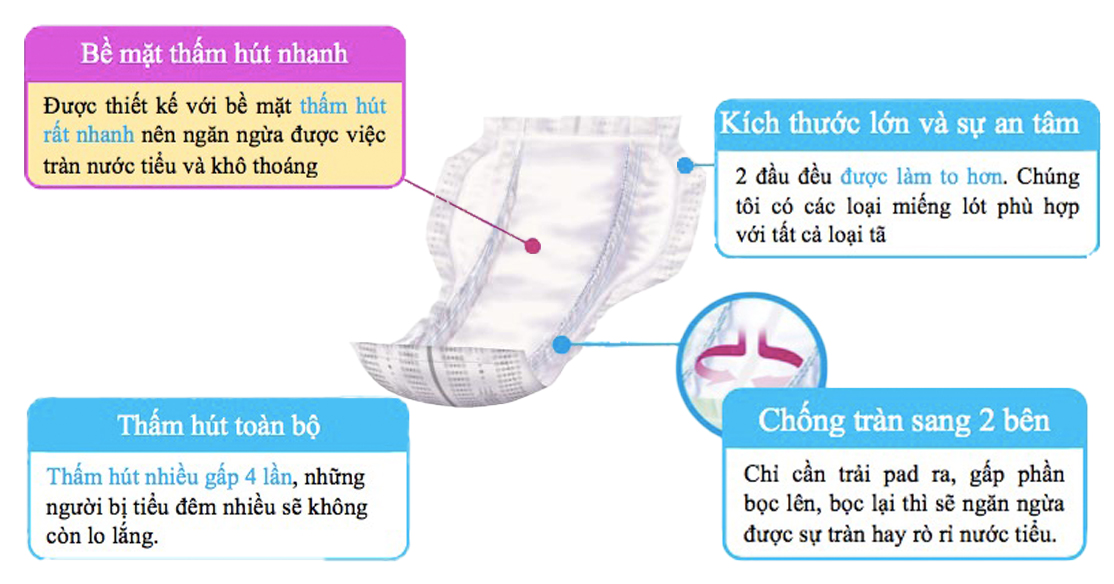 Bề mặt thấm hút nhanh
Được thiết kế với bề mặt thấm hút
rất nhanh nên ngăn ngừa được việc
tràn nước tiểu và khô thoáng
Kích thước lớn và sự an tâm
2 đầu đều được làm to hơn. Chúng
tôi có các loại miếng lót phù hợp
với tất cả loại tã
Thấm hút toàn bộ
Thấm hút nhiều gấp 4 lần, những
người bị tiểu đêm nhiều sẽ không
còn lo lắng.
Chống tràn sang 2 bên
Chỉ cần trải pad ra, gấp phần
bọc lên, bọc lại thì sẽ ngăn ngừa
được sự tràn hay rò rỉ nước tiểu.